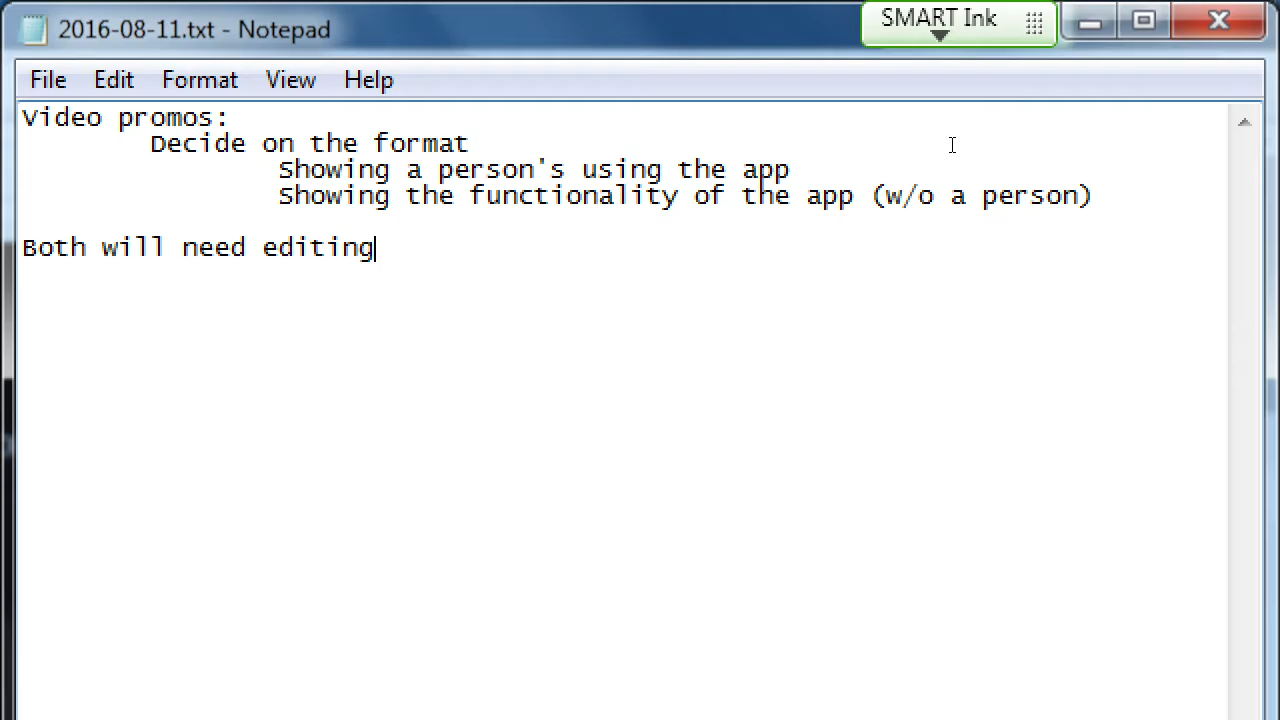 2016-08-11.txt - Notepad
SMART Ink
File Edit Format View Help
Video promos:
Decide on the format
Showing a person's using the app
Showing the functionality of the app (w/o a person)
Both will need editing